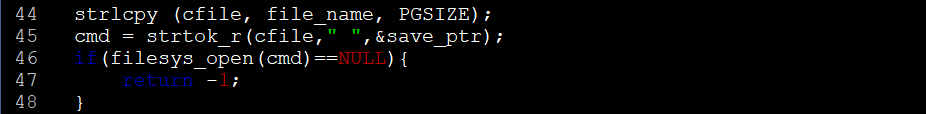 44   strlcpy (cfile, file_name, PGSIZE);
45   cmd = strtok_r(cfile," ",&save_ptr);
46   if(filesys_open(cmd)==NULL){
47       return -1;
48   }